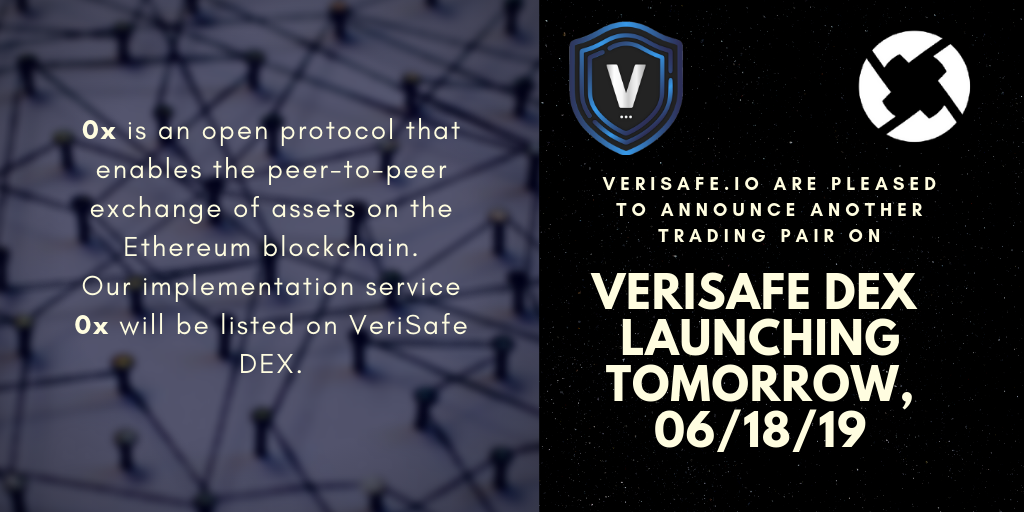 0x is an open protocol that
enables the peer-to-peer
exchange of assets on the
Ethereum blockchain.
Our implementation service
0x will be listed on VeriSafe
DEX.
V
VERISAFE.IO ARE PLEASED
TO ANNOUNCE ANOTHER
TRADING PAIR ON
VERISAFE DEX
LAUNCHING
TOMORROW,
06/18/19